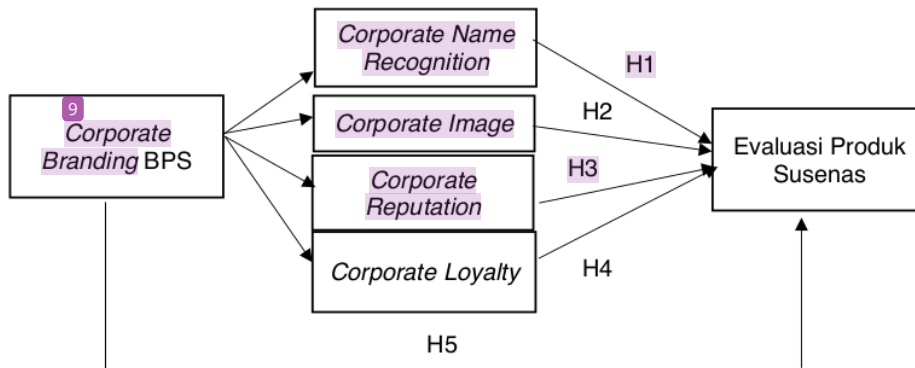 Corporate Name
Recognition
H1
9
Corporate
Branding BPS
Corporate Image
H2
Evaluasi Produk
Susenas
Corporate
Reputation
H3
Corporate Loyalty
H4
H5